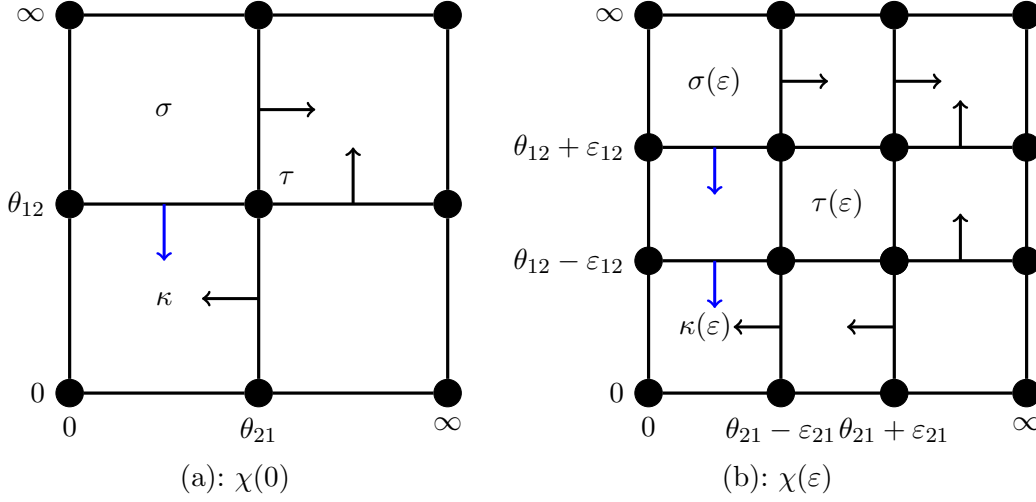 ∞
σ
τ
θ₁₂
κ
0
0
θ₂₁
∞
(a): χ(0)
∞
σ(ε)
θ₁₂ + ε₁₂
τ(ε)
θ₁₂ − ε₁₂
κ(ε)
0
0
θ₂₁ − ε₂₁ θ₂₁ + ε₂₁
∞
(b): χ(ε)